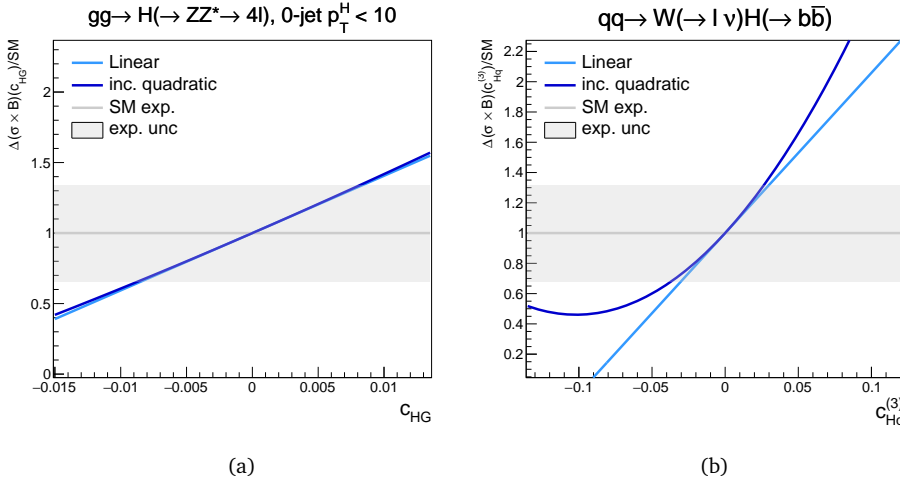 gg→ H(→ ZZ*→ 4l), 0-jet p_T^H < 10
Δ(σ × B)(c_HG)/SM
Linear
inc. quadratic
SM exp.
exp. unc
2
1.5
1
0.5
0
−0.015 −0.01 −0.005 0 0.005 0.01
c_HG
(a)
qq→ W(→ l ν)H(→ bb̅)
Δ(σ × B)(c_Hq^(3))/SM
Linear
inc. quadratic
SM exp.
exp. unc
2.2
2.0
1.8
1.6
1.4
1.2
1.0
0.8
0.6
0.4
0.2
−0.1 −0.05 0 0.05 0.1
c_Hq^(3)
(b)